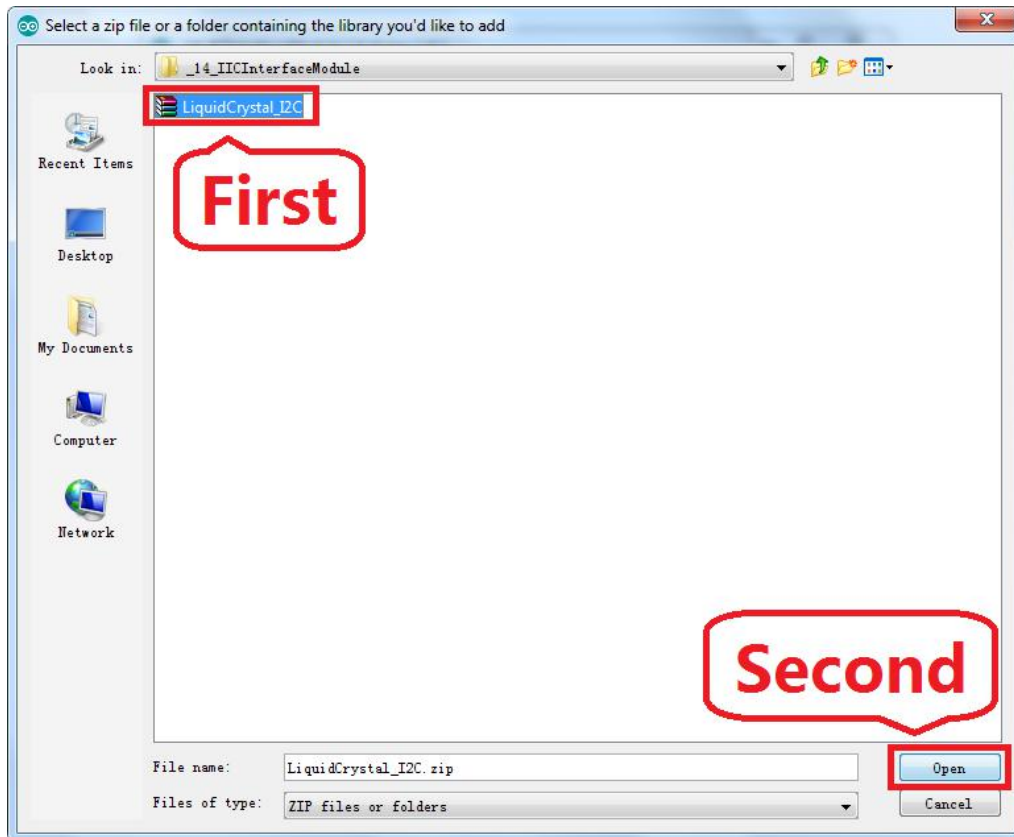 Select a zip file or a folder containing the library you'd like to add
Look in:
_14_IICInterfaceModule
LiquidCrystal_I2C
First
Recent Items
Desktop
My Documents
Computer
Network
Second
File name:
LiquidCrystal_I2C.zip
Open
Files of type:
ZIP files or folders
Cancel